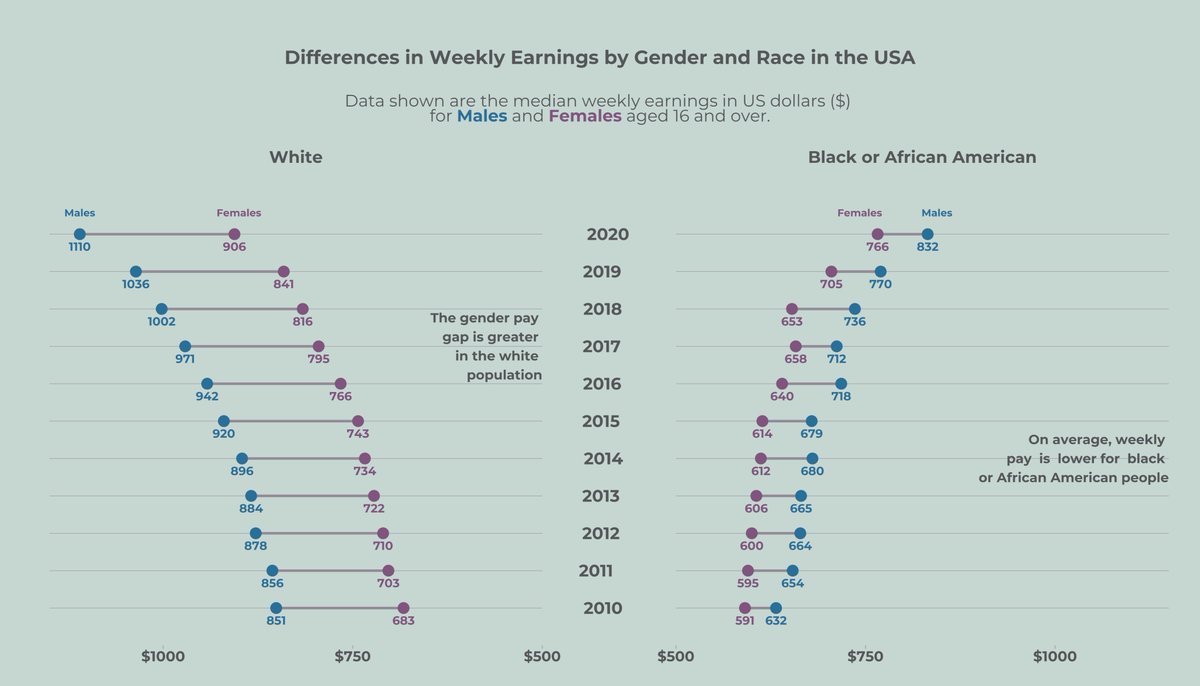 Differences in Weekly Earnings by Gender and Race in the USA
Data shown are the median weekly earnings in US dollars ($)
for Males and Females aged 16 and over.
White
Black or African American
Males Females
Females Males
1110 906 2020 766 832
1036 841 2019 705 770
1002 816 2018 653 736
The gender pay
gap is greater
in the white
population
971 795 2017 658 712
942 766 2016 640 718
920 743 2015 614 679
On average, weekly
pay is lower for black
or African American people
896 734 2014 612 680
884 722 2013 606 665
878 710 2012 600 664
856 703 2011 595 654
851 683 2010 591 632
$1000 $750 $500 $500 $750 $1000